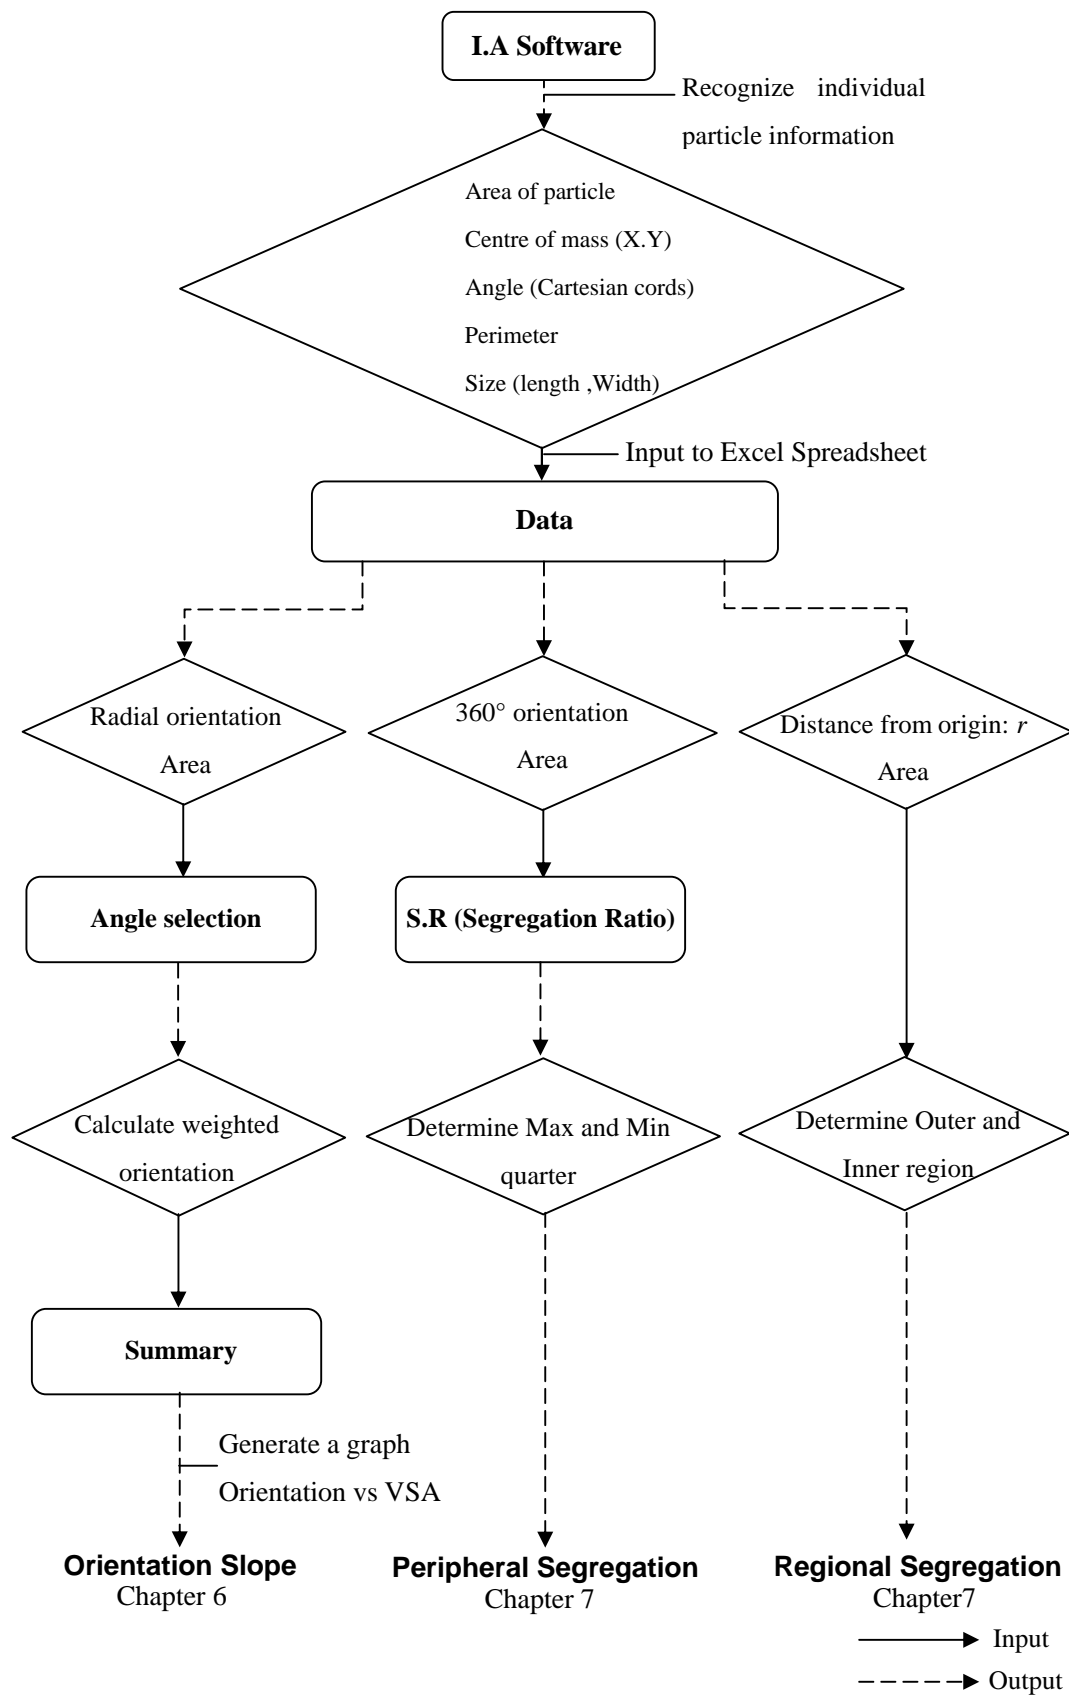 I.A Software
Recognize individual
particle information
Area of particle
Centre of mass (X.Y)
Angle (Cartesian cords)
Perimeter
Size (length ,Width)
Input to Excel Spreadsheet
Data
Radial orientation
Area
360° orientation
Area
Distance from origin: r
Area
Angle selection
S.R (Segregation Ratio)
Calculate weighted
orientation
Determine Max and Min
quarter
Determine Outer and
Inner region
Summary
Generate a graph
Orientation vs VSA
Orientation Slope
Chapter 6
Peripheral Segregation
Chapter 7
Regional Segregation
Chapter7
Input
Output